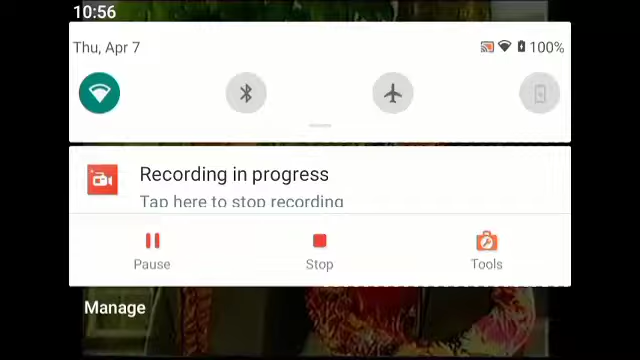 10:56
Thu, Apr 7
100%
Recording in progress
Tap here to stop recording
Pause
Stop
Tools
Manage